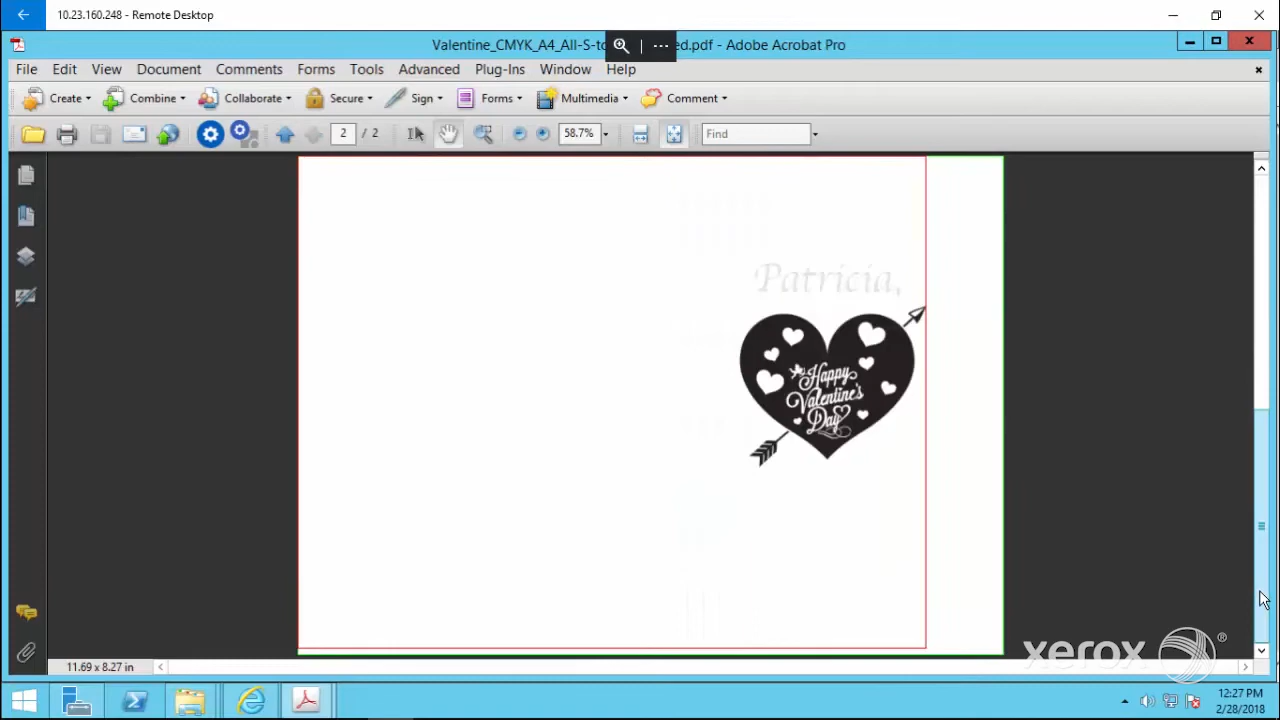 10.23.160.248 - Remote Desktop
Valentine_CMYK_A4_All-S-to ed.pdf - Adobe Acrobat Pro
File Edit View Document Comments Forms Tools Advanced Plug-Ins Window Help
Create Combine Collaborate Secure Sign Forms Multimedia Comment
2 / 2 58.7% Find
Patricia,
Happy
Valentine's
Day
11.69 x 8.27 in
xerox ®
12:27 PM
2/28/2018